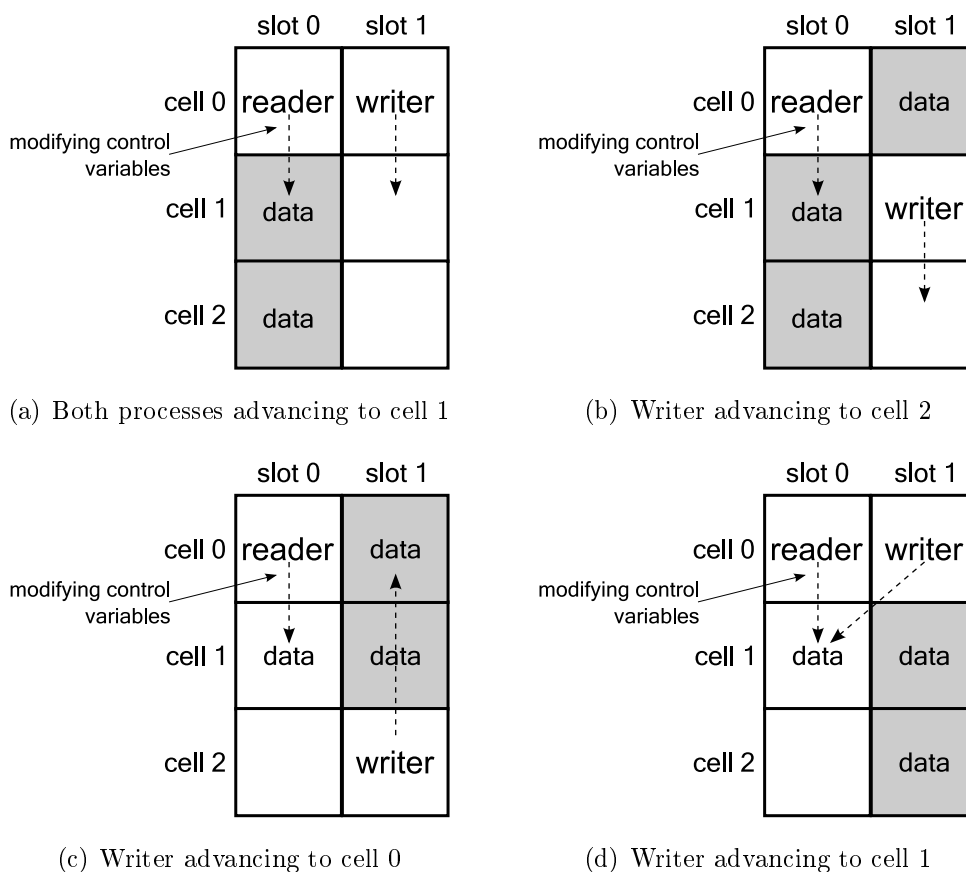 slot 0 slot 1
cell 0 reader writer
modifying control
variables
cell 1 data
cell 2 data
(a) Both processes advancing to cell 1
slot 0 slot 1
cell 0 reader data
modifying control
variables
cell 1 data writer
cell 2 data
(b) Writer advancing to cell 2
slot 0 slot 1
cell 0 reader data
modifying control
variables
cell 1 data data
cell 2 writer
(c) Writer advancing to cell 0
slot 0 slot 1
cell 0 reader writer
modifying control
variables
cell 1 data data
cell 2 data
(d) Writer advancing to cell 1